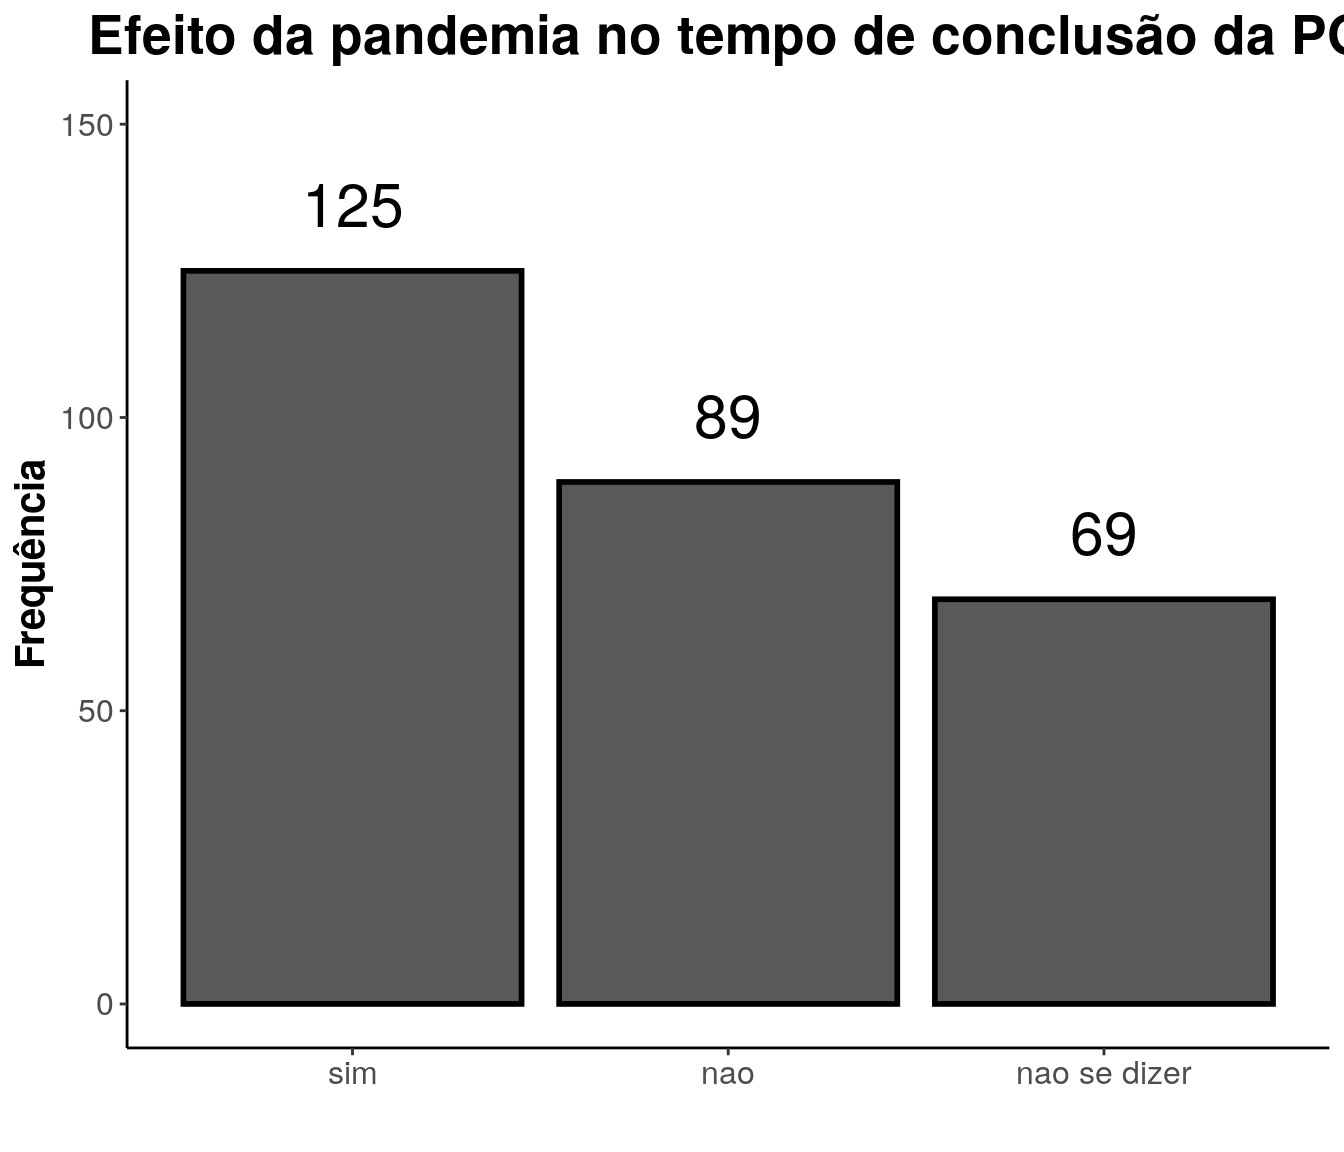 Efeito da pandemia no tempo de conclusão da
150
125
100
89
69
Frequência
50
0
sim
nao
nao se dizer